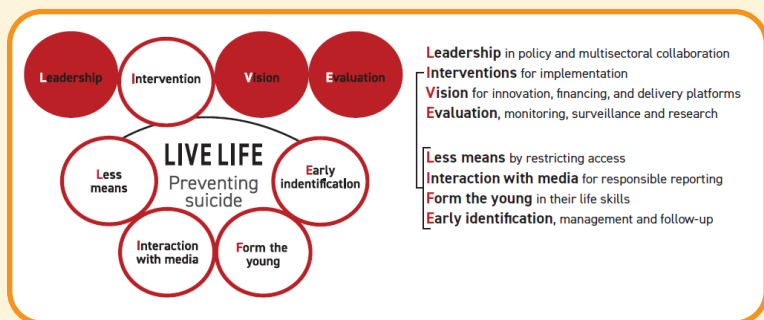 Leadership
Intervention
Vision
Evaluation
Less
means
LIVE LIFE
Preventing
suicide
Early
indentification
Interaction
with media
Form the
young
Leadership in policy and multisectoral collaboration
Interventions for implementation
Vision for innovation, financing, and delivery platforms
Evaluation, monitoring, surveillance and research
Less means by restricting access
Interaction with media for responsible reporting
Form the young in their life skills
Early identification, management and follow-up